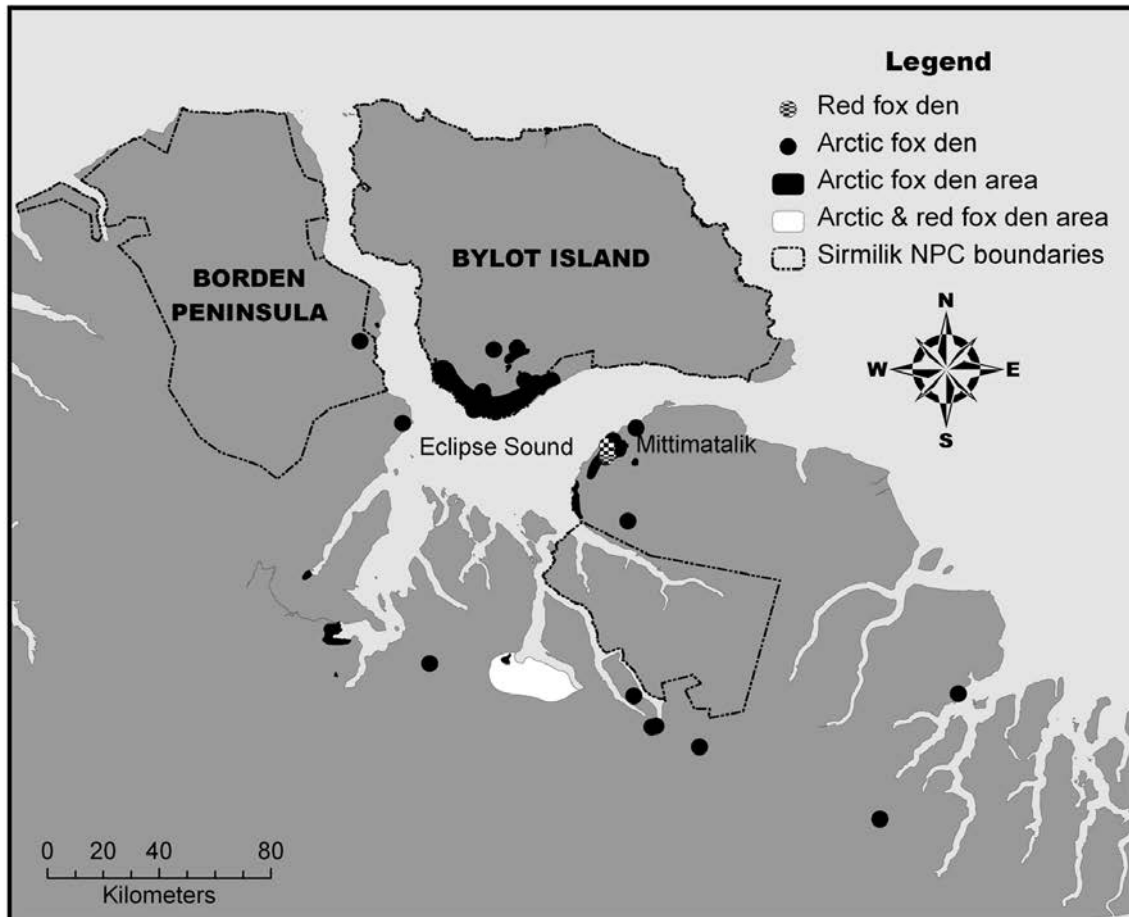 Legend
Red fox den
Arctic fox den
Arctic fox den area
Arctic & red fox den area
Sirmilik NPC boundaries
BORDEN
PENINSULA
BYLOT ISLAND
N
W
E
S
Eclipse Sound
Mittimatalik
0 20 40 80
Kilometers